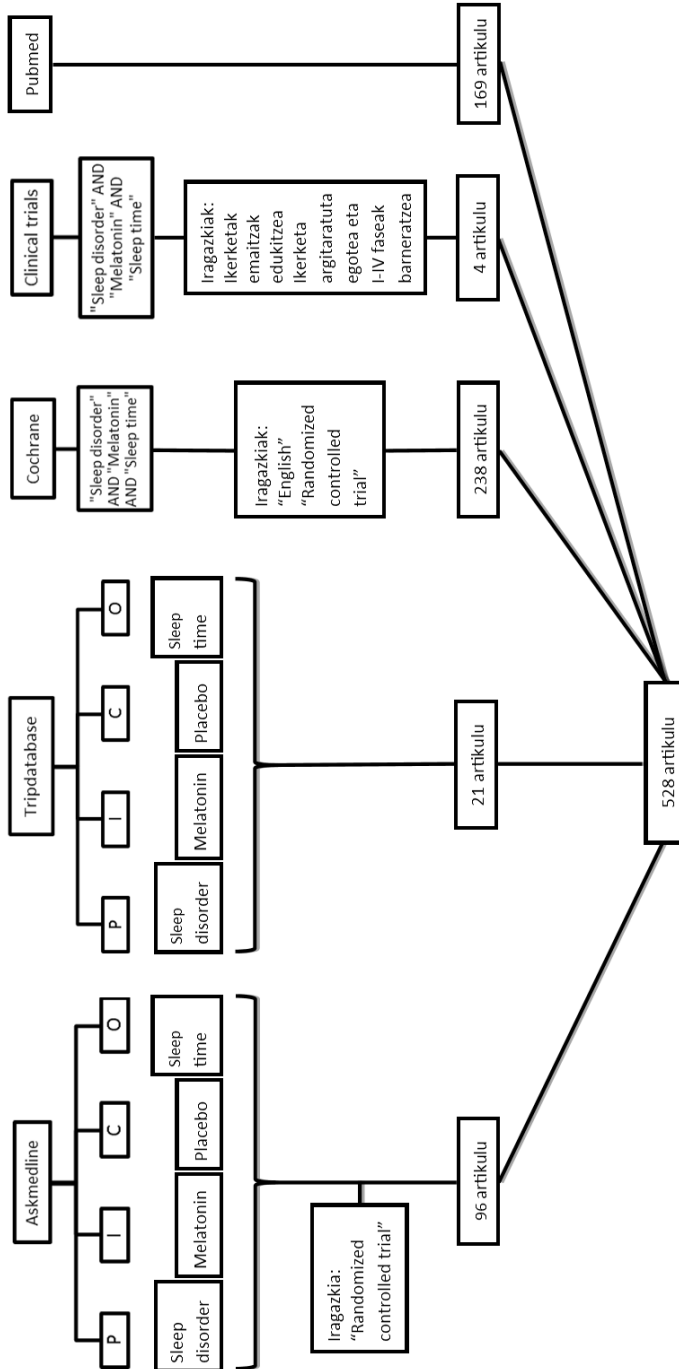 Askmedline
P
I
C
O
Sleep
disorder
Melatonin
Placebo
Sleep
time
Iragazkia:
"Randomized
controlled trial"
96 artikulu
Tripdatabase
P
I
C
O
Sleep
disorder
Melatonin
Placebo
Sleep
time
21 artikulu
Cochrane
"Sleep disorder"
AND "Melatonin"
AND "Sleep time"
Iragazkiak:
"English"
"Randomized
controlled
trial"
238 artikulu
Clinical trials
"Sleep disorder" AND
"Melatonin" AND
"Sleep time"
Iragazkiak:
Ikerketak
emaitzak
edukitzea
Ikerketa
argitaratuta
egotea eta
I-IV faseak
barneratzea
4 artikulu
Pubmed
169 artikulu
528 artikulu